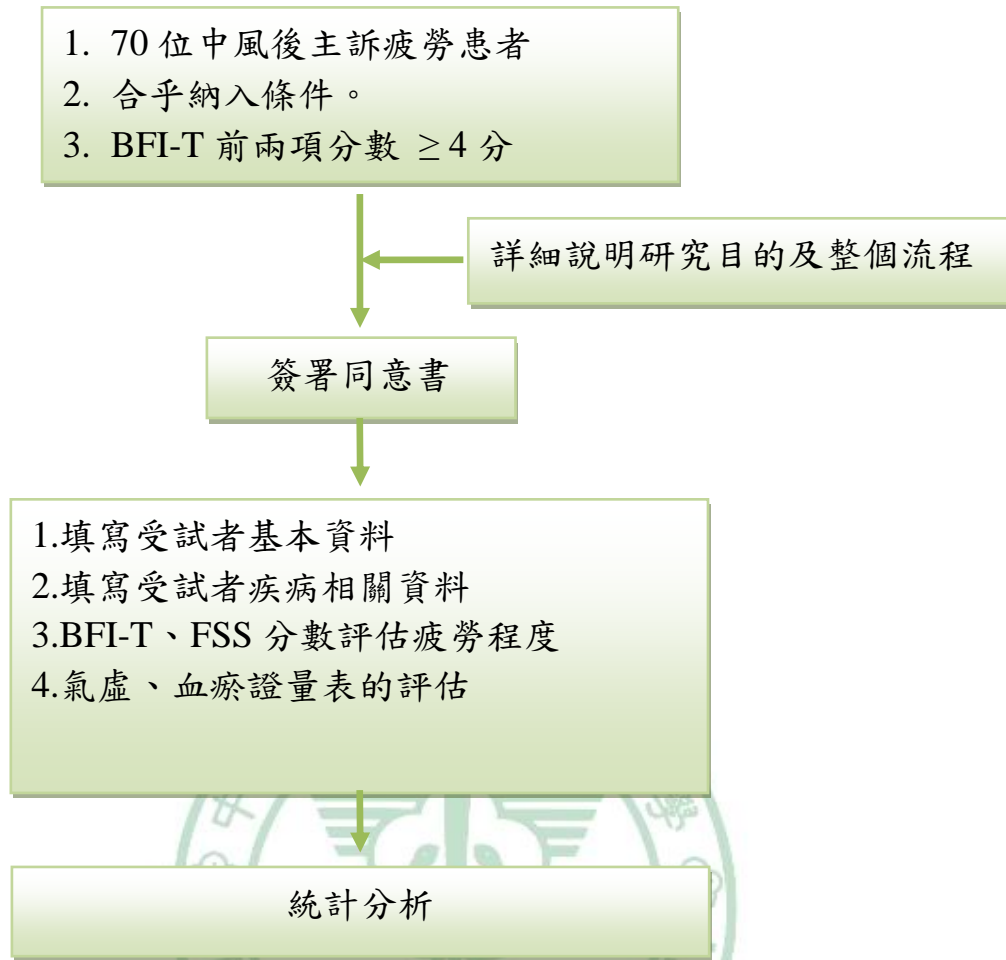 1. 70 位中風後主訴疲勞患者
2. 合乎納入條件。
3. BFI-T 前兩項分數 ≥ 4 分
詳細說明研究目的及整個流程
簽署同意書
1.填寫受試者基本資料
2.填寫受試者疾病相關資料
3.BFI-T、FSS 分數評估疲勞程度
4.氣虛、血瘀證量表的評估
中
學
統計分析